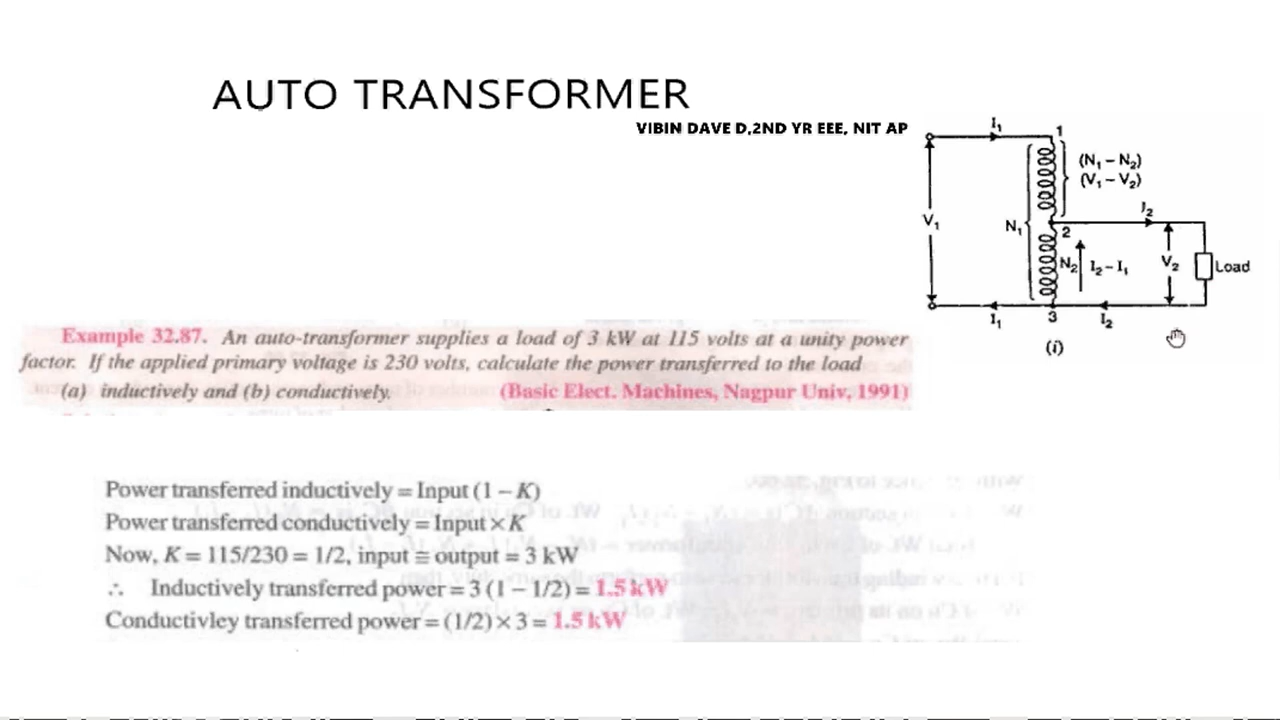 AUTO TRANSFORMER
VIBIN DAVE D,2ND YR EEE, NIT AP
I₁
1
(N₁ – N₂)
(V₁ – V₂)
I₂
V₁
N₁
2
N₂
I₂ – I₁
V₂
Load
I₁
3
I₂
(i)
Example 32.87. An auto-transformer supplies a load of 3 kW at 115 volts at a unity power
factor. If the applied primary voltage is 230 volts, calculate the power transferred to the load
(a) inductively and (b) conductively. (Basic Elect. Machines, Nagpur Univ, 1991)
Power transferred inductively = Input (1 – K)
Power transferred conductively = Input × K
Now, K = 115/230 = 1/2, input ≅ output = 3 kW
∴ Inductively transferred power = 3 (1 – 1/2) = 1.5 kW
Conductivley transferred power = (1/2) × 3 = 1.5 kW